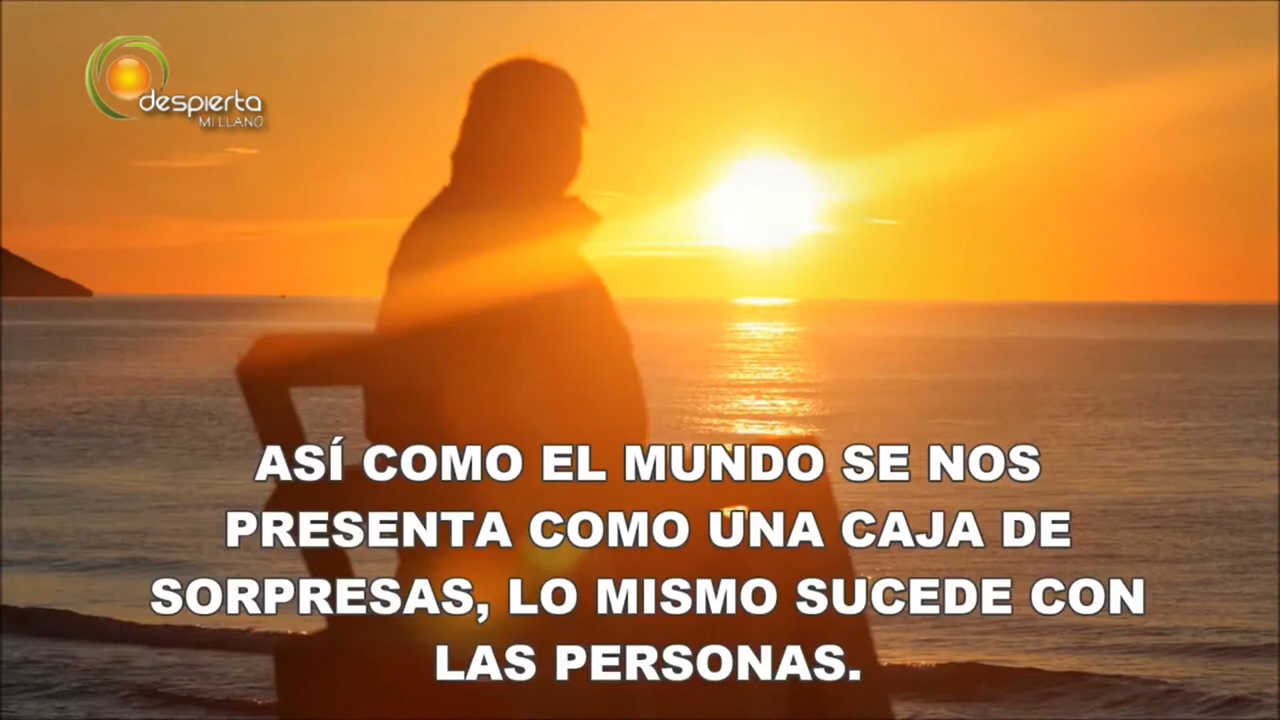 despierta
MI LLANO
ASÍ COMO EL MUNDO SE NOS
PRESENTA COMO UNA CAJA DE
SORPRESAS, LO MISMO SUCEDE CON
LAS PERSONAS.